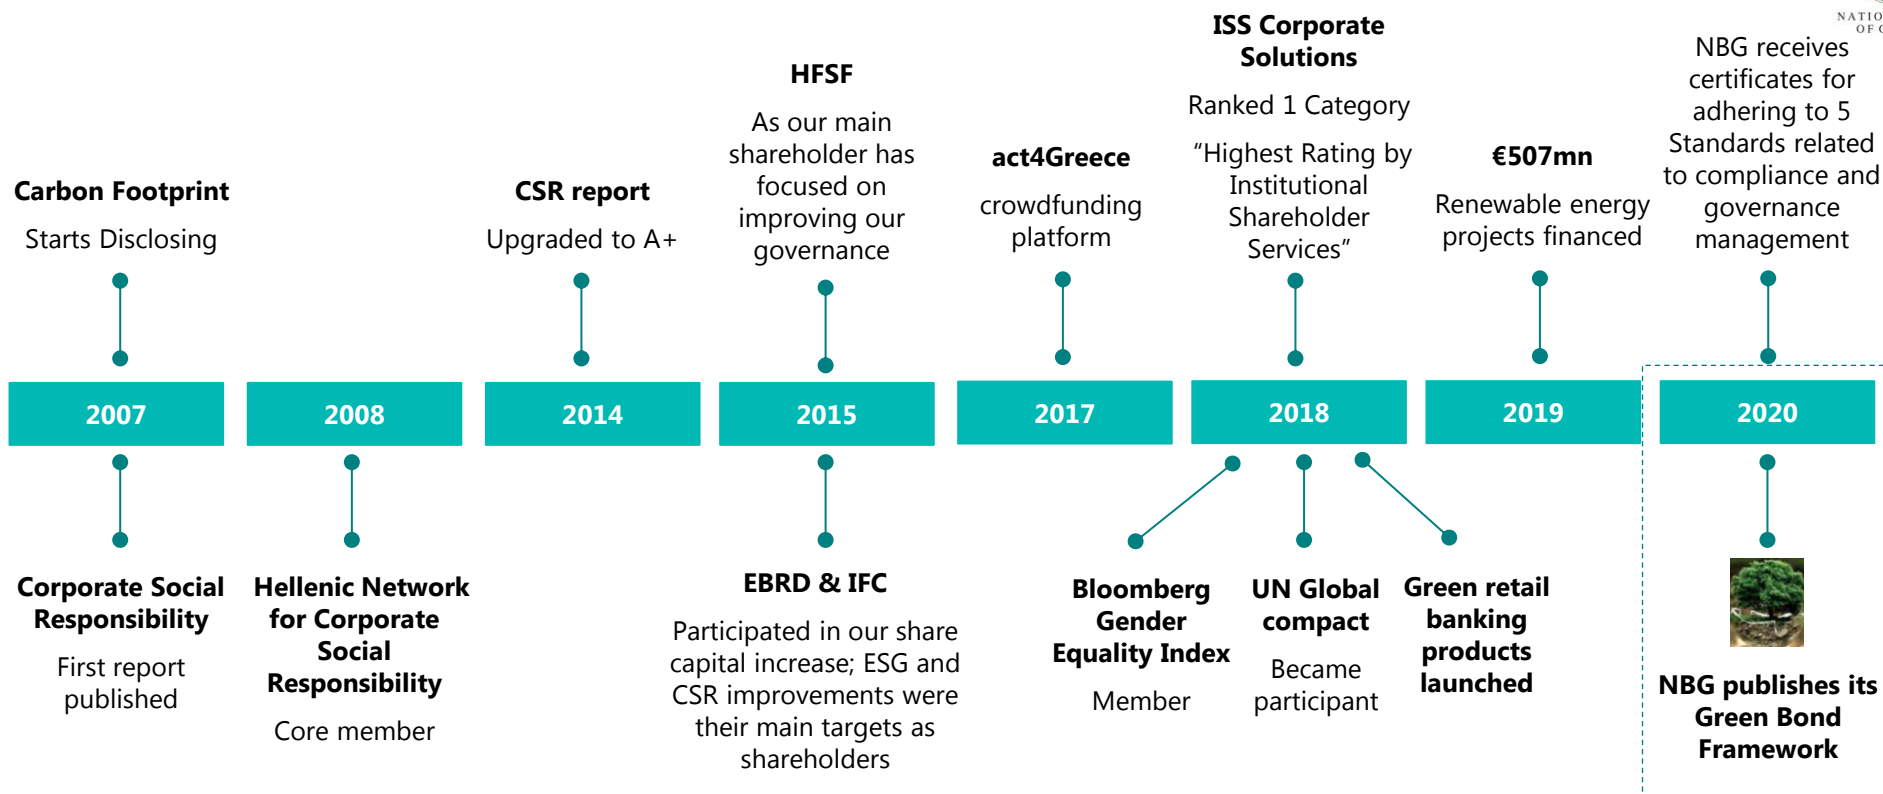 NATIO
OF
Carbon Footprint
Starts Disclosing
CSR report
Upgraded to A+
HFSF
As our main
shareholder has
focused on
improving our
governance
act4Greece
crowdfunding
platform
ISS Corporate
Solutions
Ranked 1 Category
“Highest Rating by
Institutional
Shareholder
Services”
€507mn
Renewable energy
projects financed
NBG receives
certificates for
adhering to 5
Standards related
to compliance and
governance
management
2007
2008
2014
2015
2017
2018
2019
2020
Corporate Social
Responsibility
First report
published
Hellenic Network
for Corporate
Social
Responsibility
Core member
EBRD & IFC
Participated in our share
capital increase; ESG and
CSR improvements were
their main targets as
shareholders
Bloomberg
Gender
Equality Index
Member
UN Global
compact
Became
participant
Green retail
banking
products
launched
NBG publishes its
Green Bond
Framework